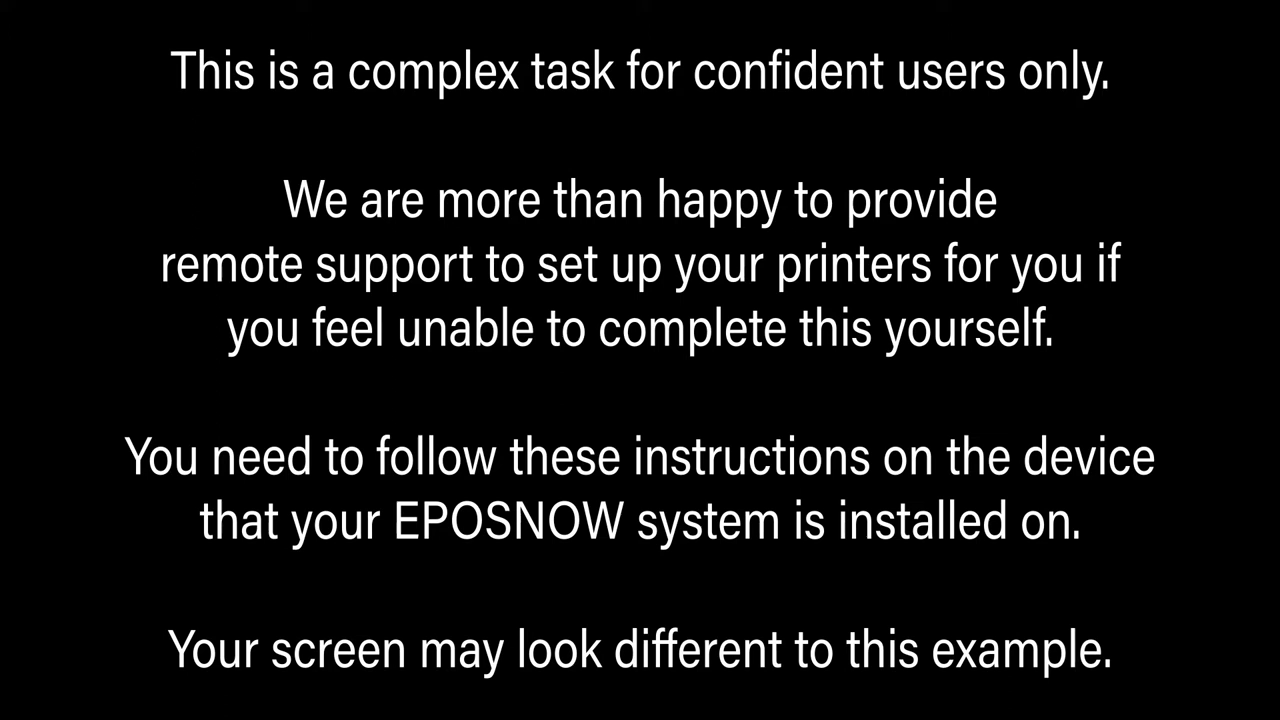 This is a complex task for confident users only.
We are more than happy to provide
remote support to set up your printers for you if
you feel unable to complete this yourself.
You need to follow these instructions on the device
that your EPOSNOW system is installed on.
Your screen may look different to this example.